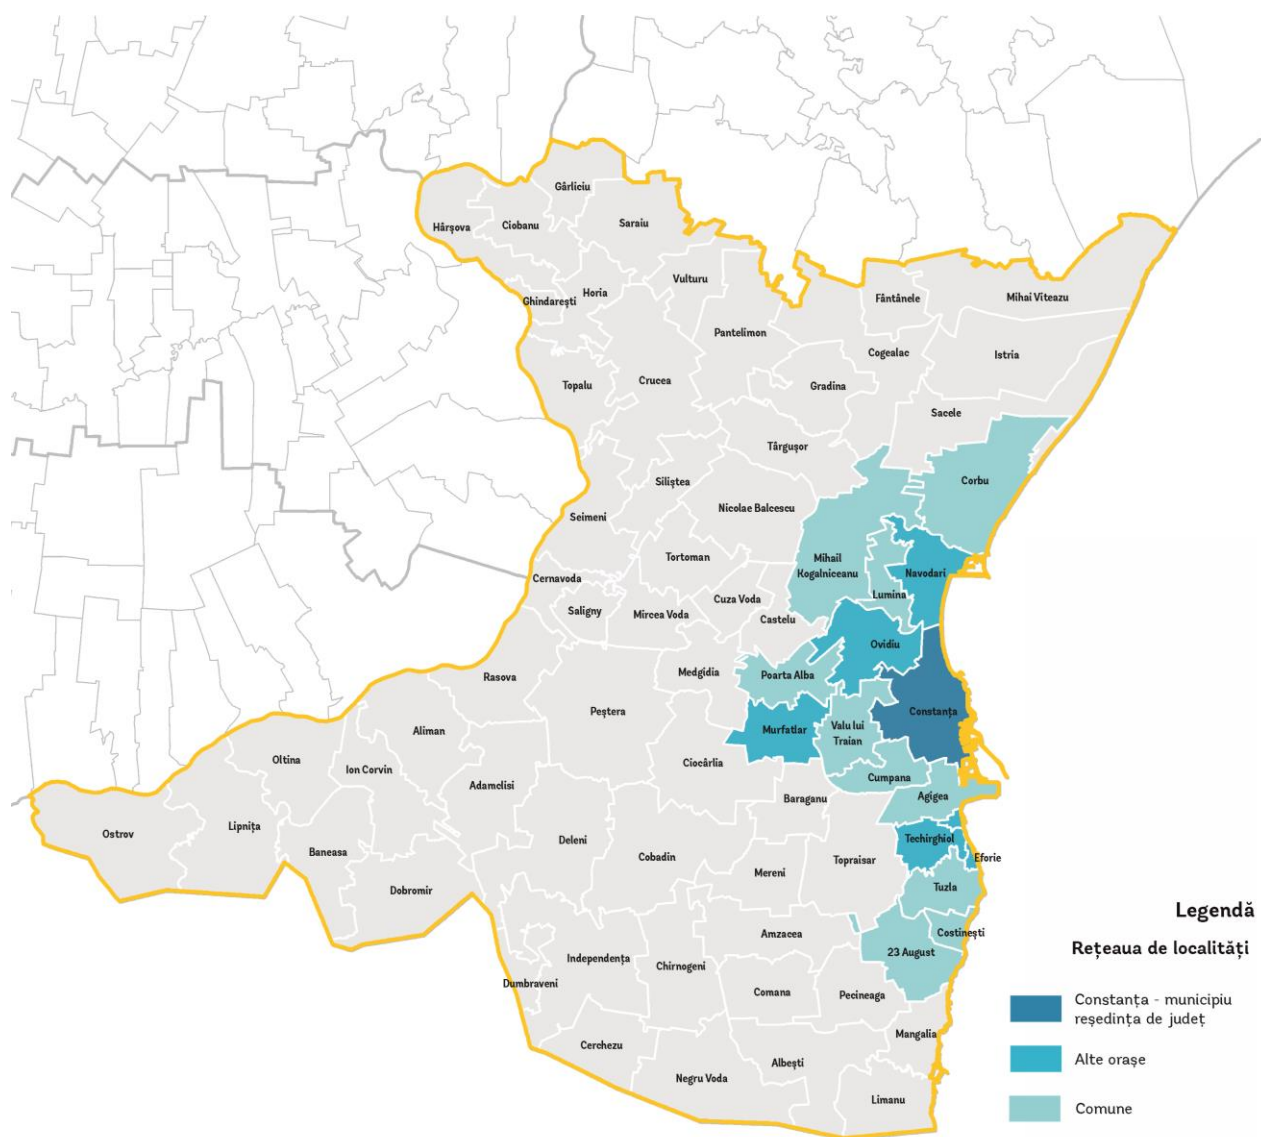 Gârliciu
Hârșova
Ciobanu
Saraiu
Vulturu
Ghindarești
Horia
Fântânele
Mihai Viteazu
Pantelimon
Cogealac
Istria
Topalu
Crucea
Gradina
Sacele
Târgușor
Siliștea
Corbu
Nicolae Balcescu
Seimeni
Tortoman
Mihail
Kogalniceanu
Navodari
Cernavoda
Lumina
Saligny
Mircea Voda
Cuza Voda
Castelu
Ovidiu
Rasova
Medgidia
Poarta Alba
Peștera
Constanța
Aliman
Murfatlar
Valu lui
Traian
Oltina
Ion Corvin
Ciocârlia
Adamclisi
Cumpana
Baraganu
Agigea
Ostrov
Lipnița
Baneasa
Deleni
Cobadin
Topraisar
Techirghiol
Eforie
Mereni
Dobromir
Tuzla
Amzacea
Costinești
23 August
Independența
Chirnogeni
Dumbraveni
Comana
Pecineaga
Mangalia
Cerchezu
Albești
Negru Voda
Limanu
Legendă
Rețeaua de localități
Constanța - municipiu
reședința de județ
Alte orașe
Comune